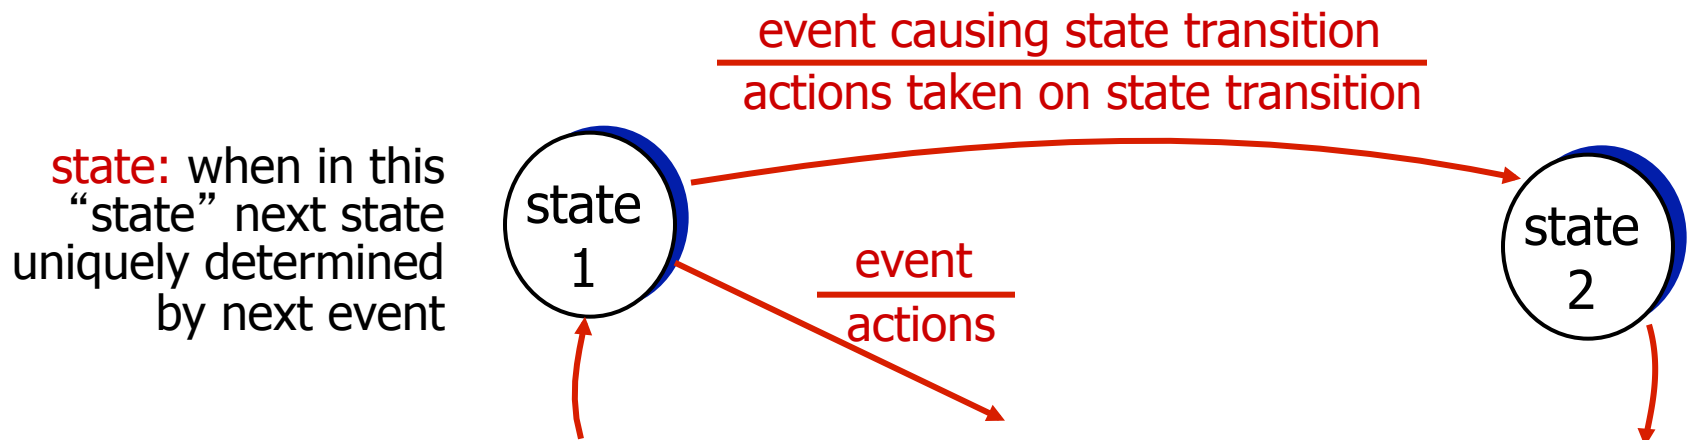 event causing state transition
actions taken on state transition
state: when in this
“state” next state
uniquely determined
by next event
state
1
event
actions
state
2